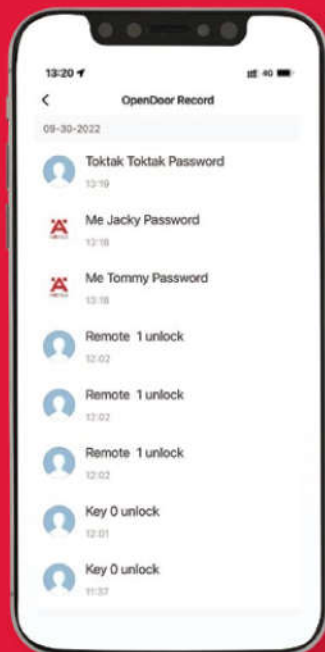 13:20
4G
OpenDoor Record
09-30-2022
Toktak Toktak Password
13:19
Me Jacky Password
13:18
Me Tommy Password
13:18
Remote 1 unlock
12:02
Remote 1 unlock
12:02
Remote 1 unlock
12:02
Key 0 unlock
12:01
Key 0 unlock
11:37